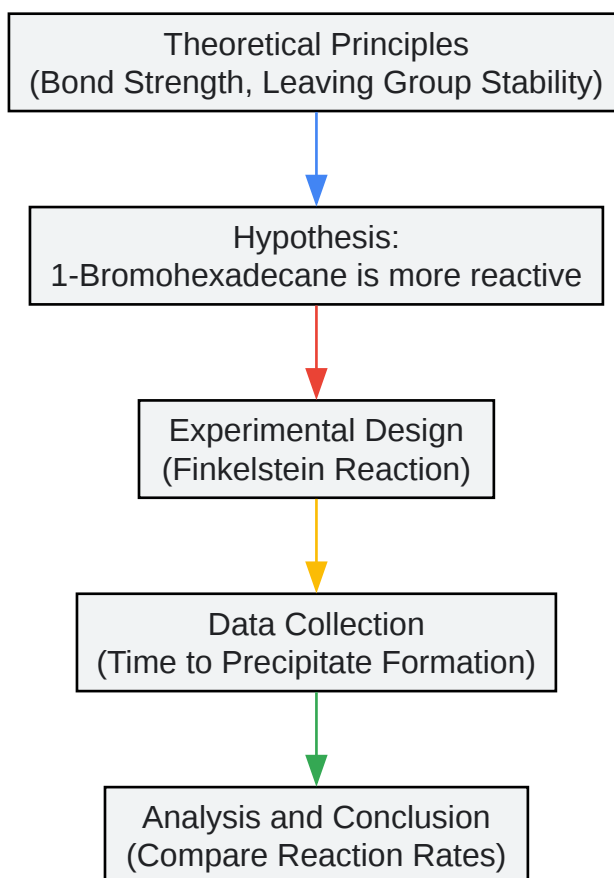 Theoretical Principles
(Bond Strength, Leaving Group Stability)
Hypothesis:
1-Bromohexadecane is more reactive
Experimental Design
(Finkelstein Reaction)
Data Collection
(Time to Precipitate Formation)
Analysis and Conclusion
(Compare Reaction Rates)